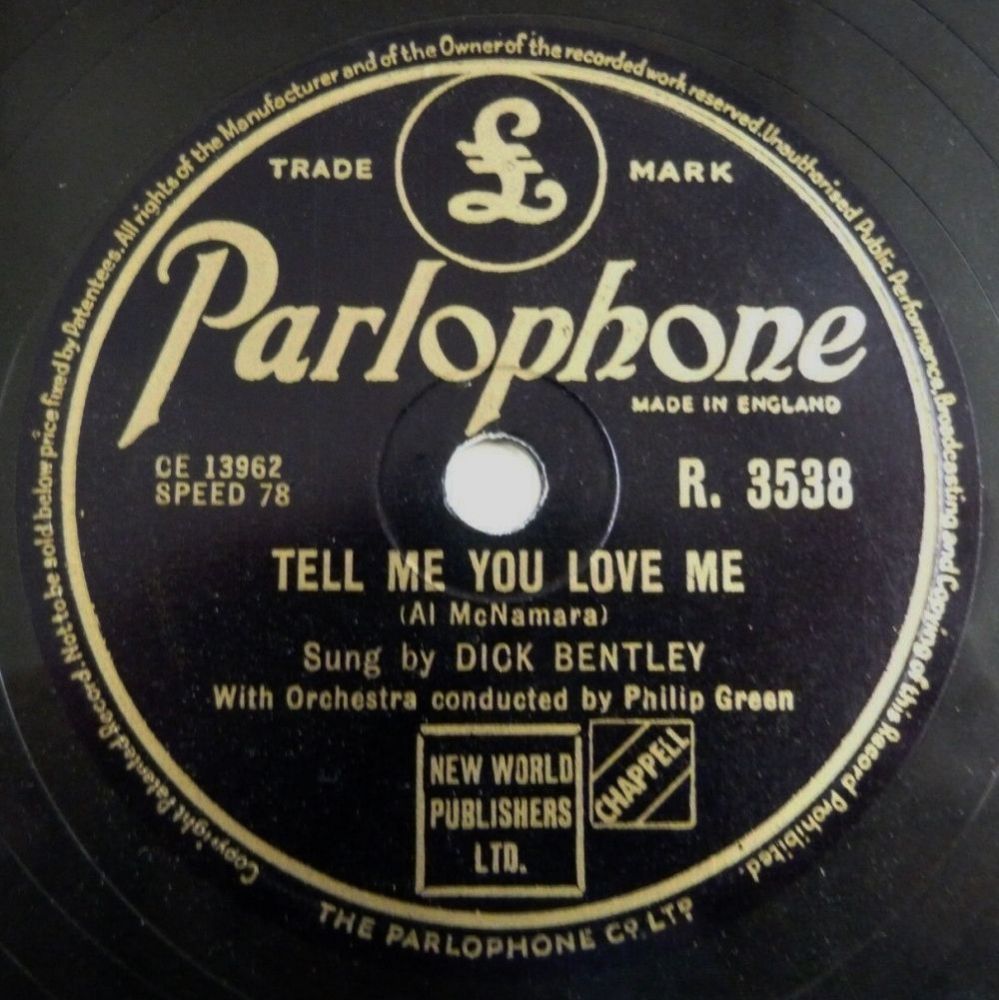 Copyright Patented Record. Not to be sold below price fixed by Patentees. All rights of the Manufacturer and of the Owner of the recorded work reserved. Unauthorised Public Performance, Broadcasting and Copying of this Record Prohibited.
£
TRADE MARK
Parlophone
MADE IN ENGLAND
CE 13962
SPEED 78
R. 3538
TELL ME YOU LOVE ME
(Al McNamara)
Sung by DICK BENTLEY
With Orchestra conducted by Philip Green
NEW WORLD
PUBLISHERS
LTD.
CHAPPELL
THE PARLOPHONE CO. LTD